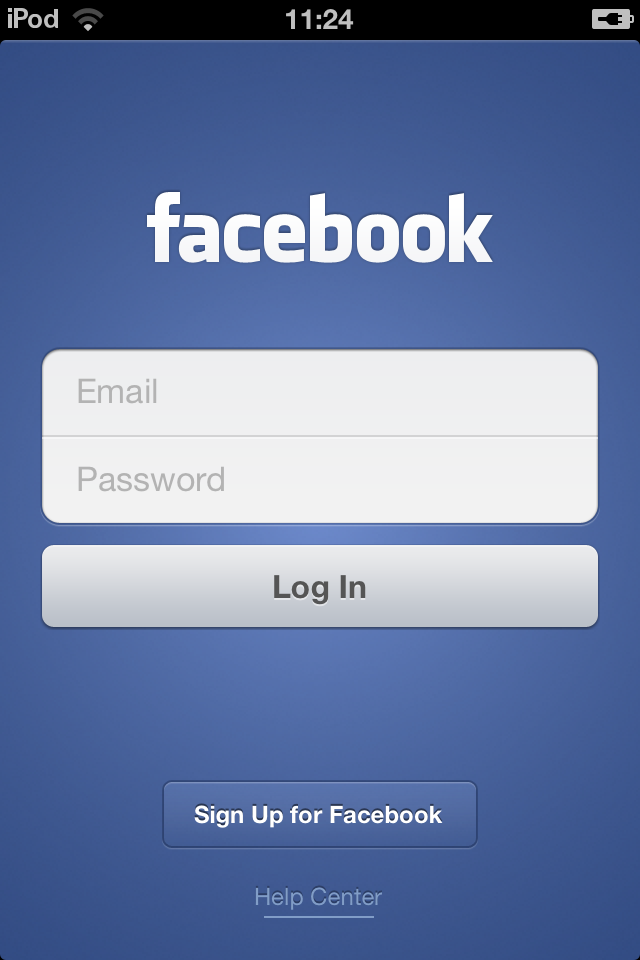 iPod 11:24
facebook
Email
Password
Log In
Sign Up for Facebook
Help Center